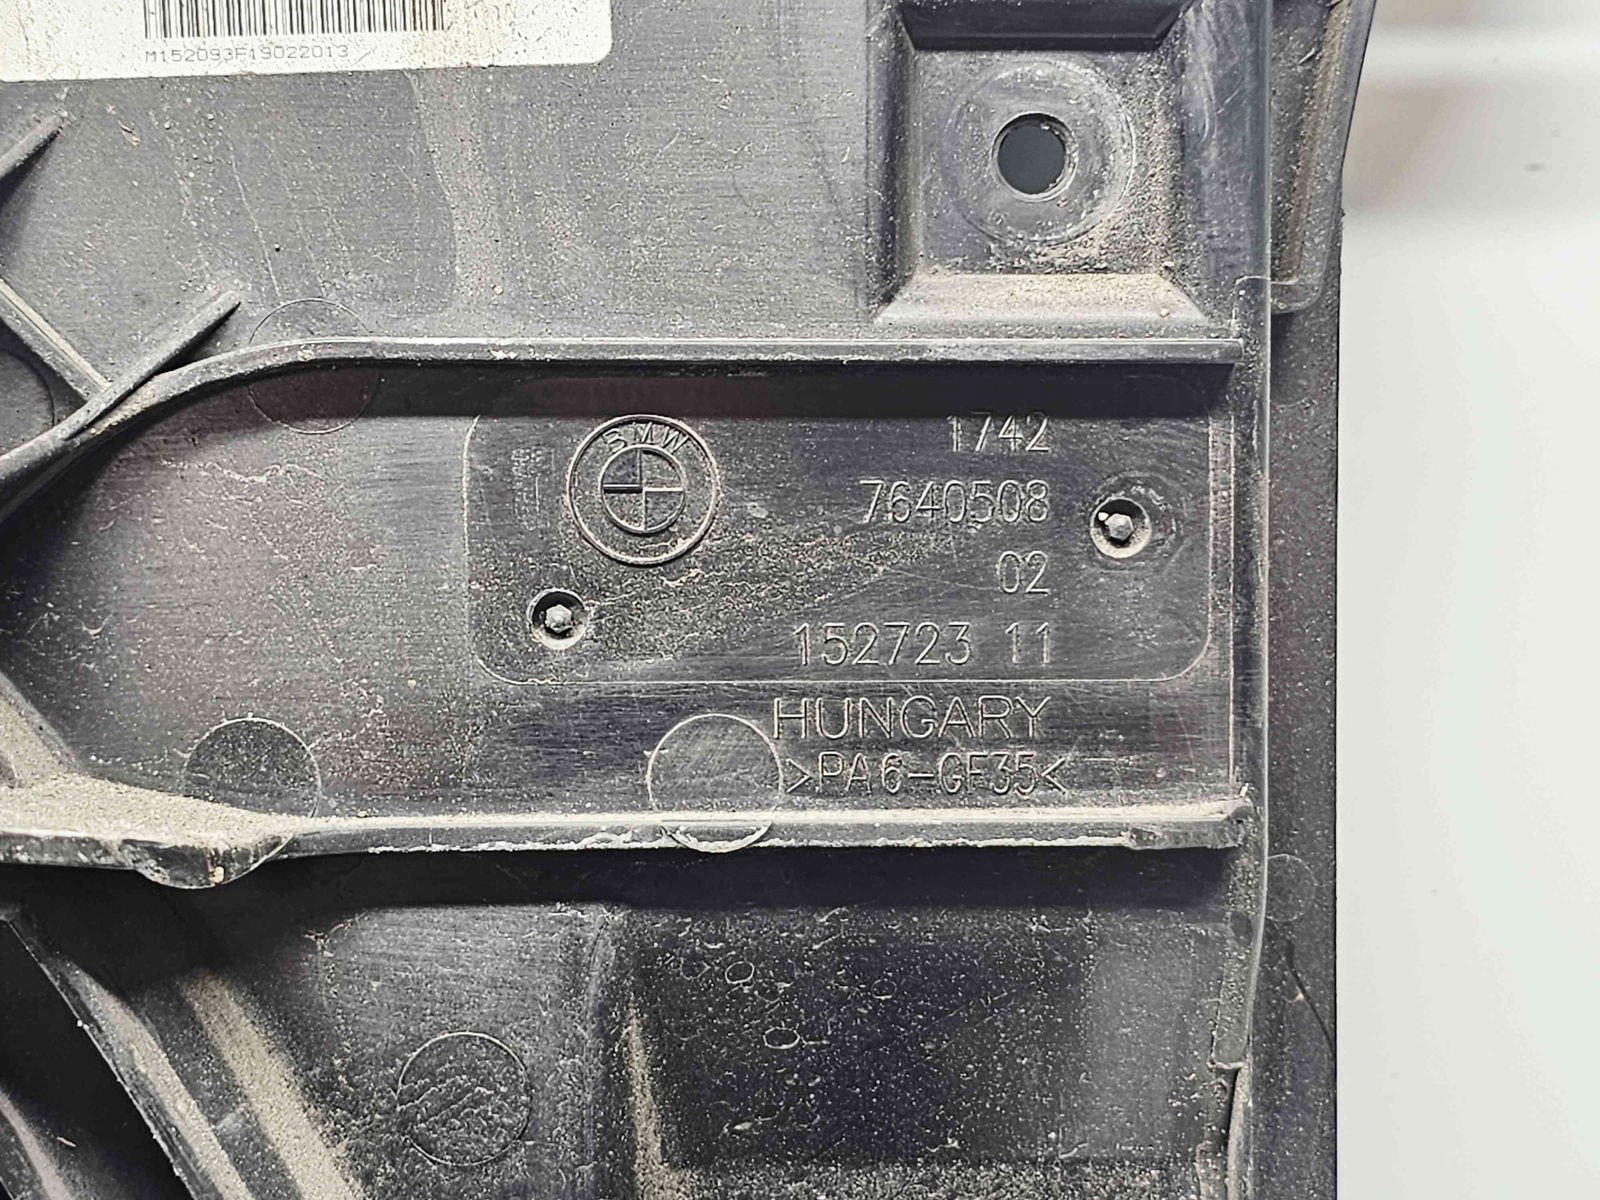 M152093F19022013
BMW
1742
7640508
02
152723 11
HUNGARY
>PA6-GF35<